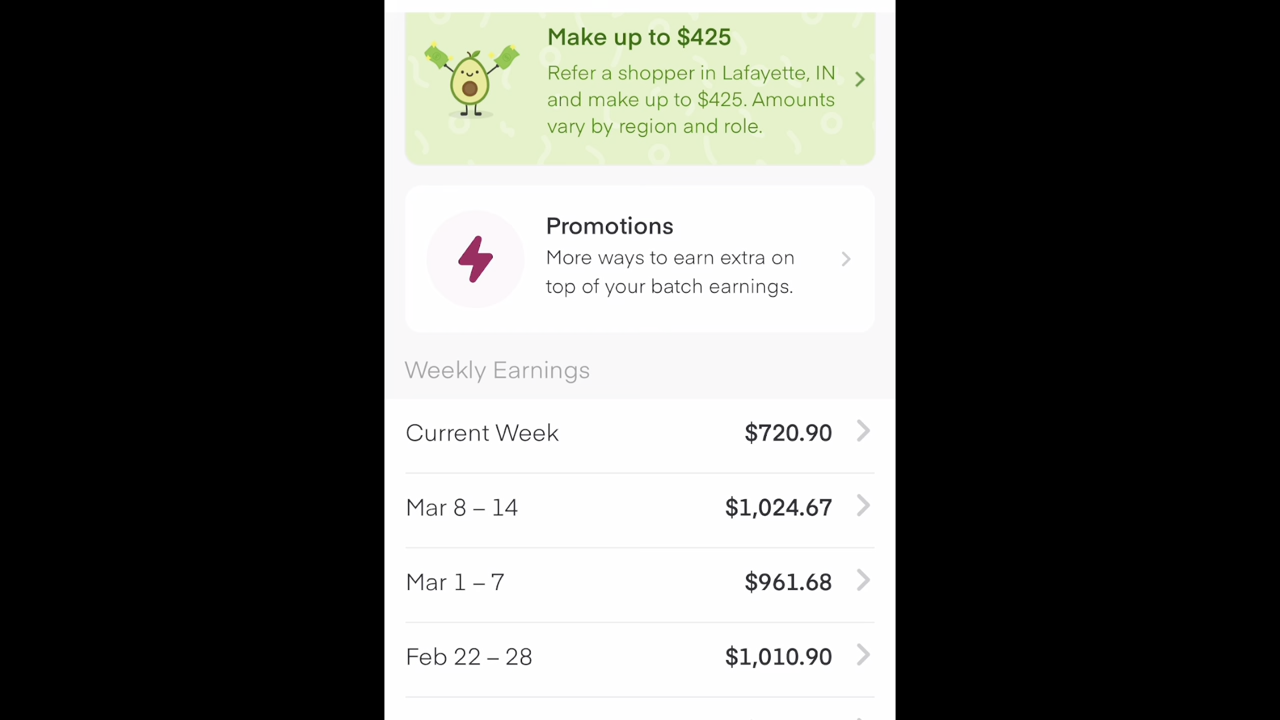 Make up to $425
Refer a shopper in Lafayette, IN
and make up to $425. Amounts
vary by region and role.
Promotions
More ways to earn extra on
top of your batch earnings.
Weekly Earnings
Current Week $720.90
Mar 8 – 14 $1,024.67
Mar 1 – 7 $961.68
Feb 22 – 28 $1,010.90